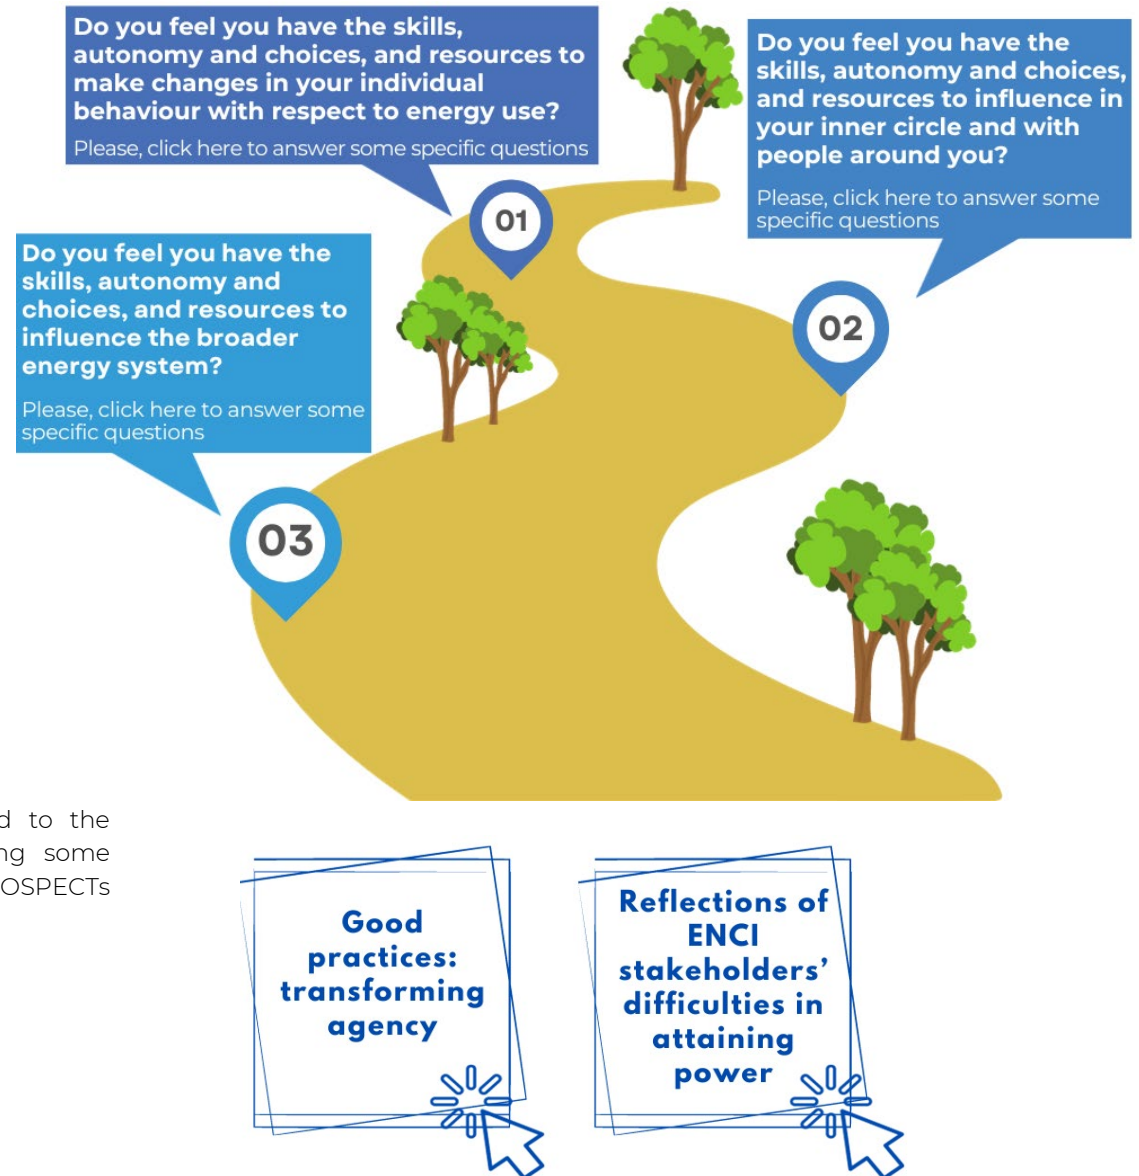 Do you feel you have the skills,
autonomy and choices, and resources to
make changes in your individual
behaviour with respect to energy use?
Please, click here to answer some specific questions
01
Do you feel you have the
skills, autonomy and choices,
and resources to influence in
your inner circle and with
people around you?
Please, click here to answer some
specific questions
02
Do you feel you have the
skills, autonomy and
choices, and resources to
influence the broader
energy system?
Please, click here to answer some
specific questions
03
to the
some
Good
practices:
transforming
agency
Reflections of
ENCI
stakeholders’
difficulties in
attaining
power